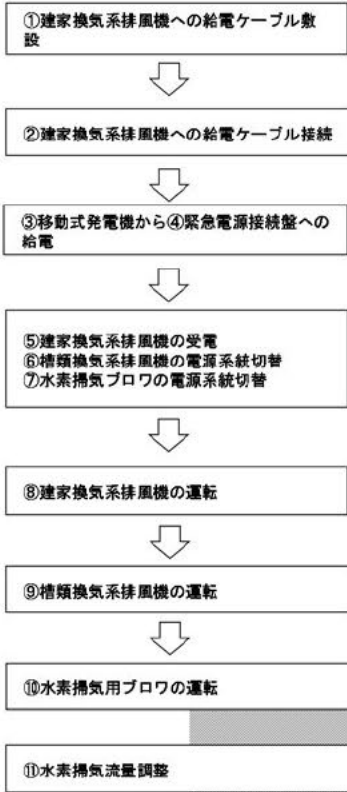 ①建家換気系排風機への給電ケーブル敷
設
②建家換気系排風機への給電ケーブル接続
③移動式発電機から④緊急電源接続盤への
給電
⑤建家換気系排風機の受電
⑥槽類換気系排風機の電源系統切替
⑦水素掃気ブロワの電源系統切替
⑧建家換気系排風機の運転
⑨槽類換気系排風機の運転
⑩水素掃気用ブロワの運転
⑪水素掃気流量調整